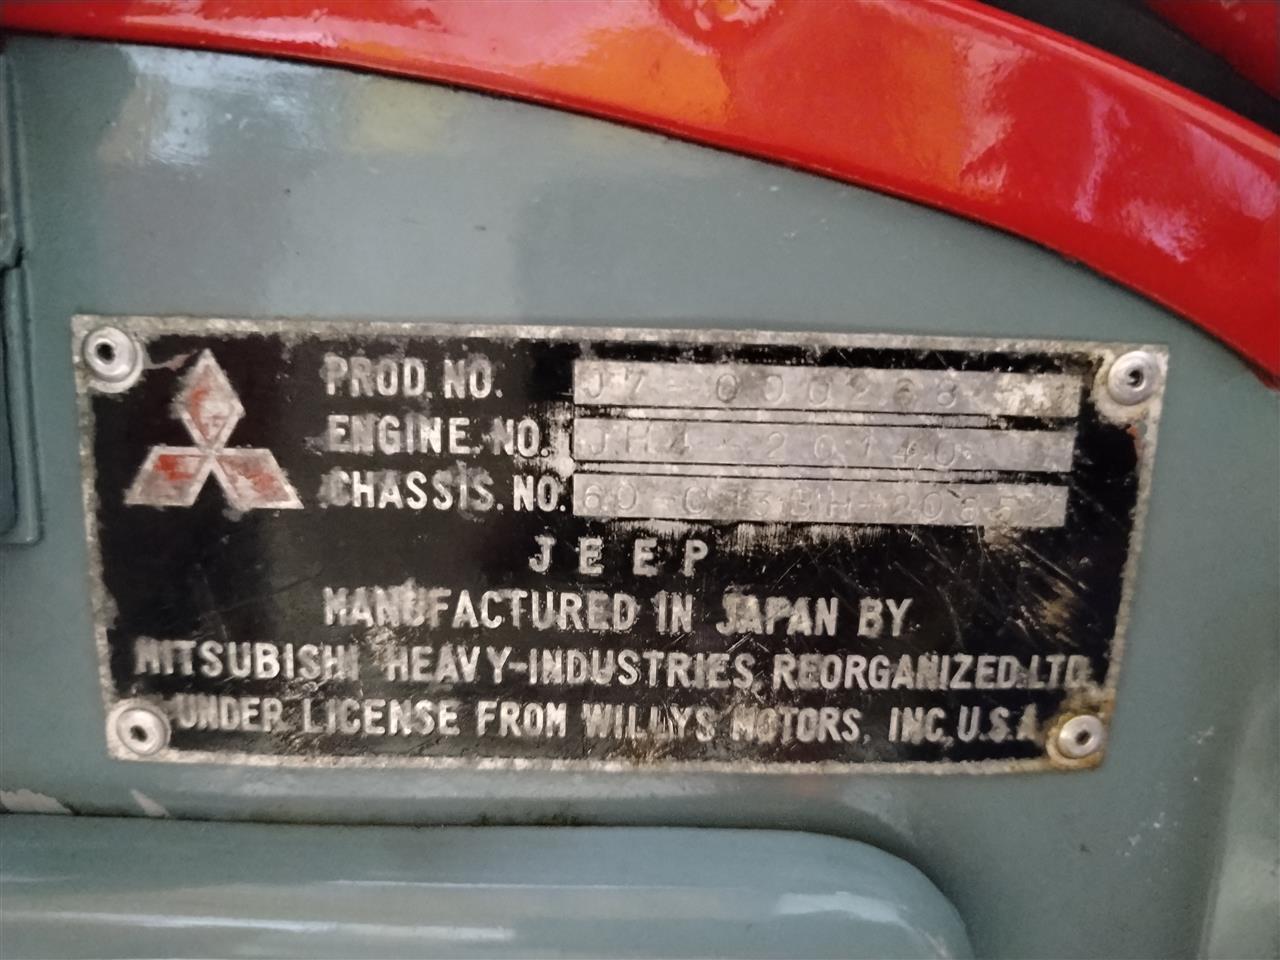 PROD. NO. J7-000268
ENGINE. NO. JH4-20140
CHASSIS. NO.
JEEP
MANUFACTURED IN JAPAN BY
MITSUBISHI HEAVY-INDUSTRIES REORGANIZED. LTD.
UNDER LICENSE FROM WILLYS MOTORS, INC, U.S.A.